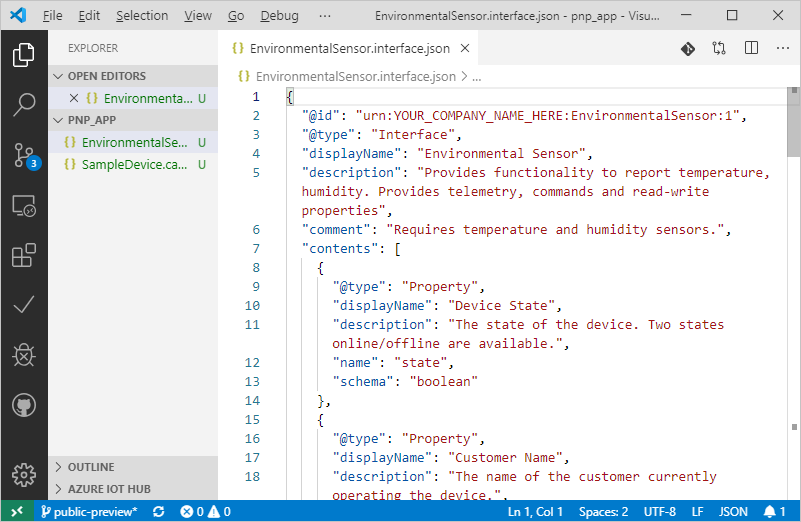 File Edit Selection View Go Debug ··· EnvironmentalSensor.interface.json - pnp_app - Visu...
EXPLORER
OPEN EDITORS
{} Environmenta... U
PNP_APP
{} EnvironmentalSe... U
{} SampleDevice.ca... U
3
OUTLINE
AZURE IOT HUB
{} EnvironmentalSensor.interface.json
{} EnvironmentalSensor.interface.json > ...
1 {
2 "@id": "urn:YOUR_COMPANY_NAME_HERE:EnvironmentalSensor:1",
3 "@type": "Interface",
4 "displayName": "Environmental Sensor",
5 "description": "Provides functionality to report temperature,
humidity. Provides telemetry, commands and read-write
properties",
6 "comment": "Requires temperature and humidity sensors.",
7 "contents": [
8 {
9 "@type": "Property",
10 "displayName": "Device State",
11 "description": "The state of the device. Two states
online/offline are available.",
12 "name": "state",
13 "schema": "boolean"
14 },
15 {
16 "@type": "Property",
17 "displayName": "Customer Name",
18 "description": "The name of the customer currently
operating the device.",
public-preview* 0 0 Ln 1, Col 1 Spaces: 2 UTF-8 LF JSON 1